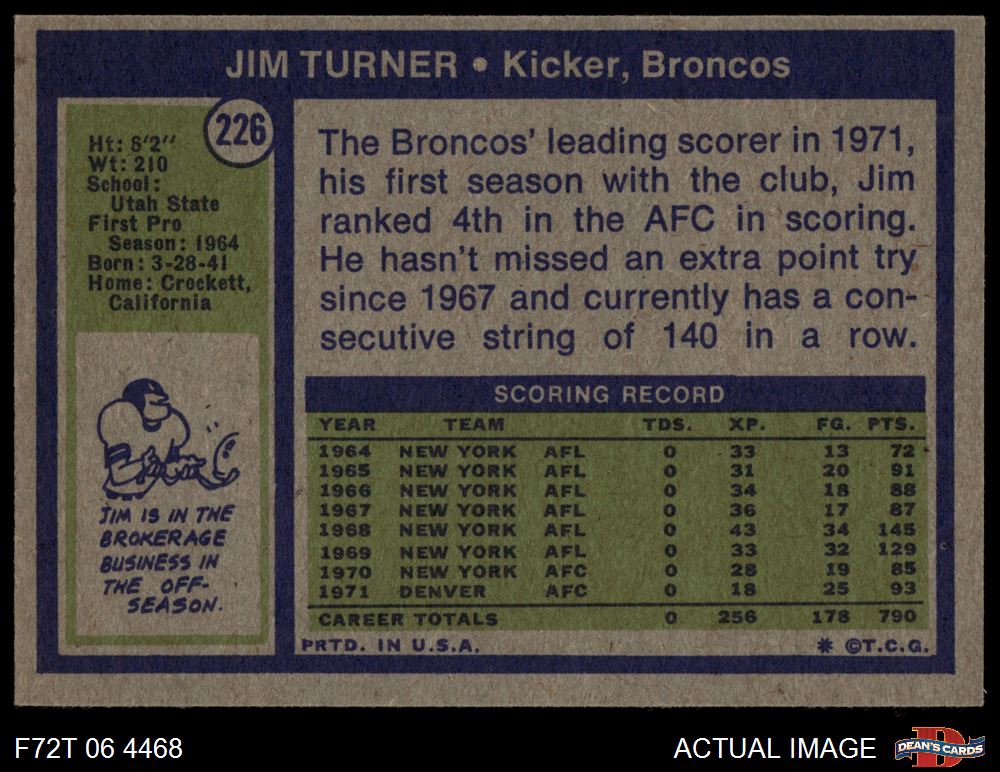 JIM TURNER • Kicker, Broncos
226
Ht: 6'2"
Wt: 210
School:
Utah State
First Pro
Season: 1964
Born: 3-28-41
Home: Crockett,
California
JIM IS IN THE
BROKERAGE
BUSINESS IN
THE OFF-
SEASON.
The Broncos' leading scorer in 1971,
his first season with the club, Jim
ranked 4th in the AFC in scoring.
He hasn't missed an extra point try
since 1967 and currently has a con-
secutive string of 140 in a row.
SCORING RECORD
YEAR TEAM TDS. XP. FG. PTS.
1964 NEW YORK AFL 0 33 13 72
1965 NEW YORK AFL 0 31 20 91
1966 NEW YORK AFL 0 34 18 88
1967 NEW YORK AFL 0 36 17 87
1968 NEW YORK AFL 0 43 34 145
1969 NEW YORK AFL 0 33 32 129
1970 NEW YORK AFC 0 28 19 85
1971 DENVER AFC 0 18 25 93
CAREER TOTALS 0 256 178 790
PRTD. IN U.S.A. * ©T.C.G.
F72T 06 4468 ACTUAL IMAGE D DEAN'S CARDS